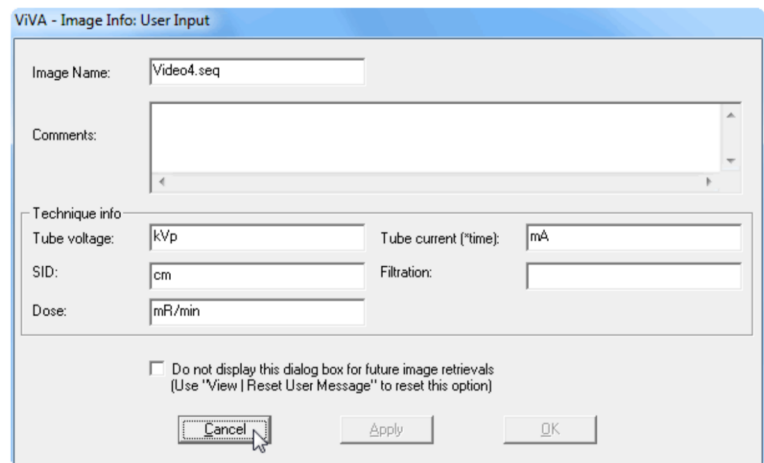 ViVA - Image Info: User Input
Image Name: Video4.seq
Comments:
Technique info
Tube voltage: kVp Tube current (*time): mA
SID: cm Filtration:
Dose: mR/min
Do not display this dialog box for future image retrievals
(Use "View | Reset User Message" to reset this option)
Cancel Apply OK